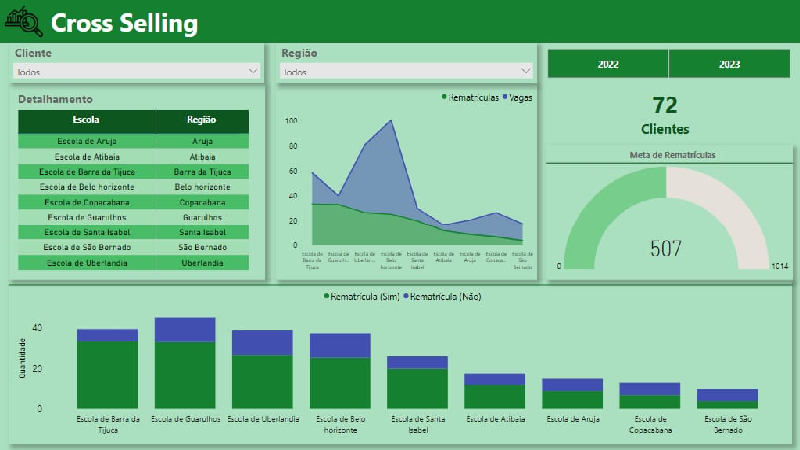 Cross Selling
Cliente
Todos
Região
Todos
2022
2023
72
Clientes
Detalhamento
Escola Região
Escola de Aruja Aruja
Escola de Atibaia Atibaia
Escola de Barra da Tijuca Barra da Tijuca
Escola de Belo horizonte Belo horizonte
Escola de Copacabana Copacabana
Escola de Guarulhos Guarulhos
Escola de Santa Isabel Santa Isabel
Escola de São Bernado São Bernado
Escola de Uberlandia Uberlandia
Rematrículas Vagas
100
80
60
40
20
0
Escola de Barra da Tijuca
Escola de Guarulh...
Escola de Uberlan...
Escola de Belo horizonte
Escola de Santa Isabel
Escola de Atibaia
Escola de Aruja
Escola de Copaca...
Escola de São Bernado
Meta de Rematrículas
507
0
1014
Rematrícula (Sim) Rematrícula (Não)
Quantidade
40
20
0
Escola de Barra da Tijuca
Escola de Guarulhos
Escola de Uberlandia
Escola de Belo horizonte
Escola de Santa Isabel
Escola de Atibaia
Escola de Aruja
Escola de Copacabana
Escola de São Bernado